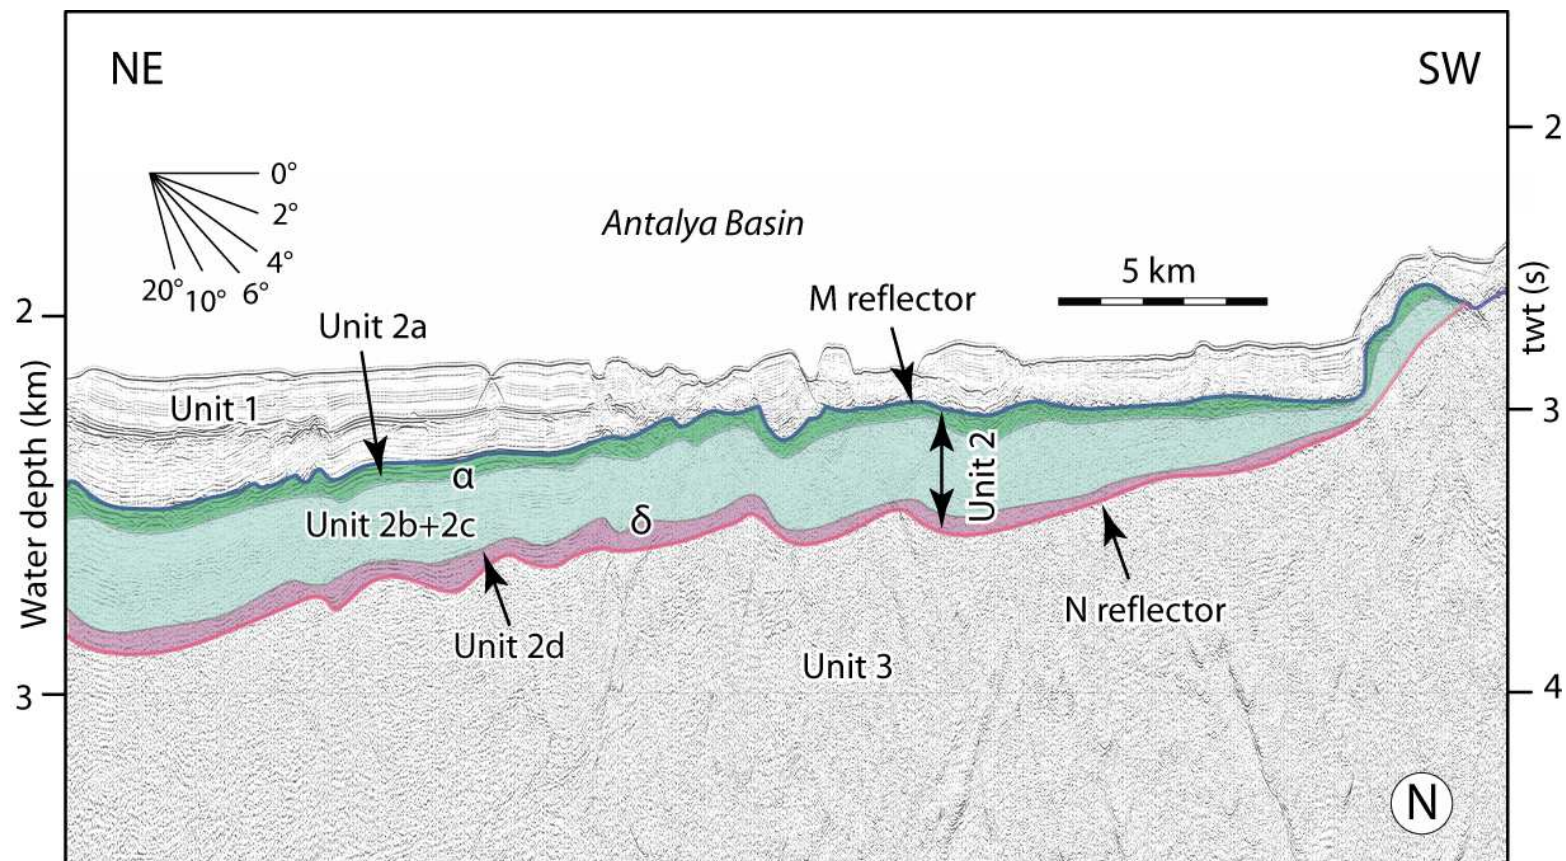 NE
SW
2
0°
2°
4°
6°
10°
20°
Antalya Basin
5 km
twt (s)
M reflector
2
Unit 2a
Unit 1
3
Water depth (km)
α
Unit 2
Unit 2b+2c
δ
N reflector
Unit 2d
Unit 3
3
4
N